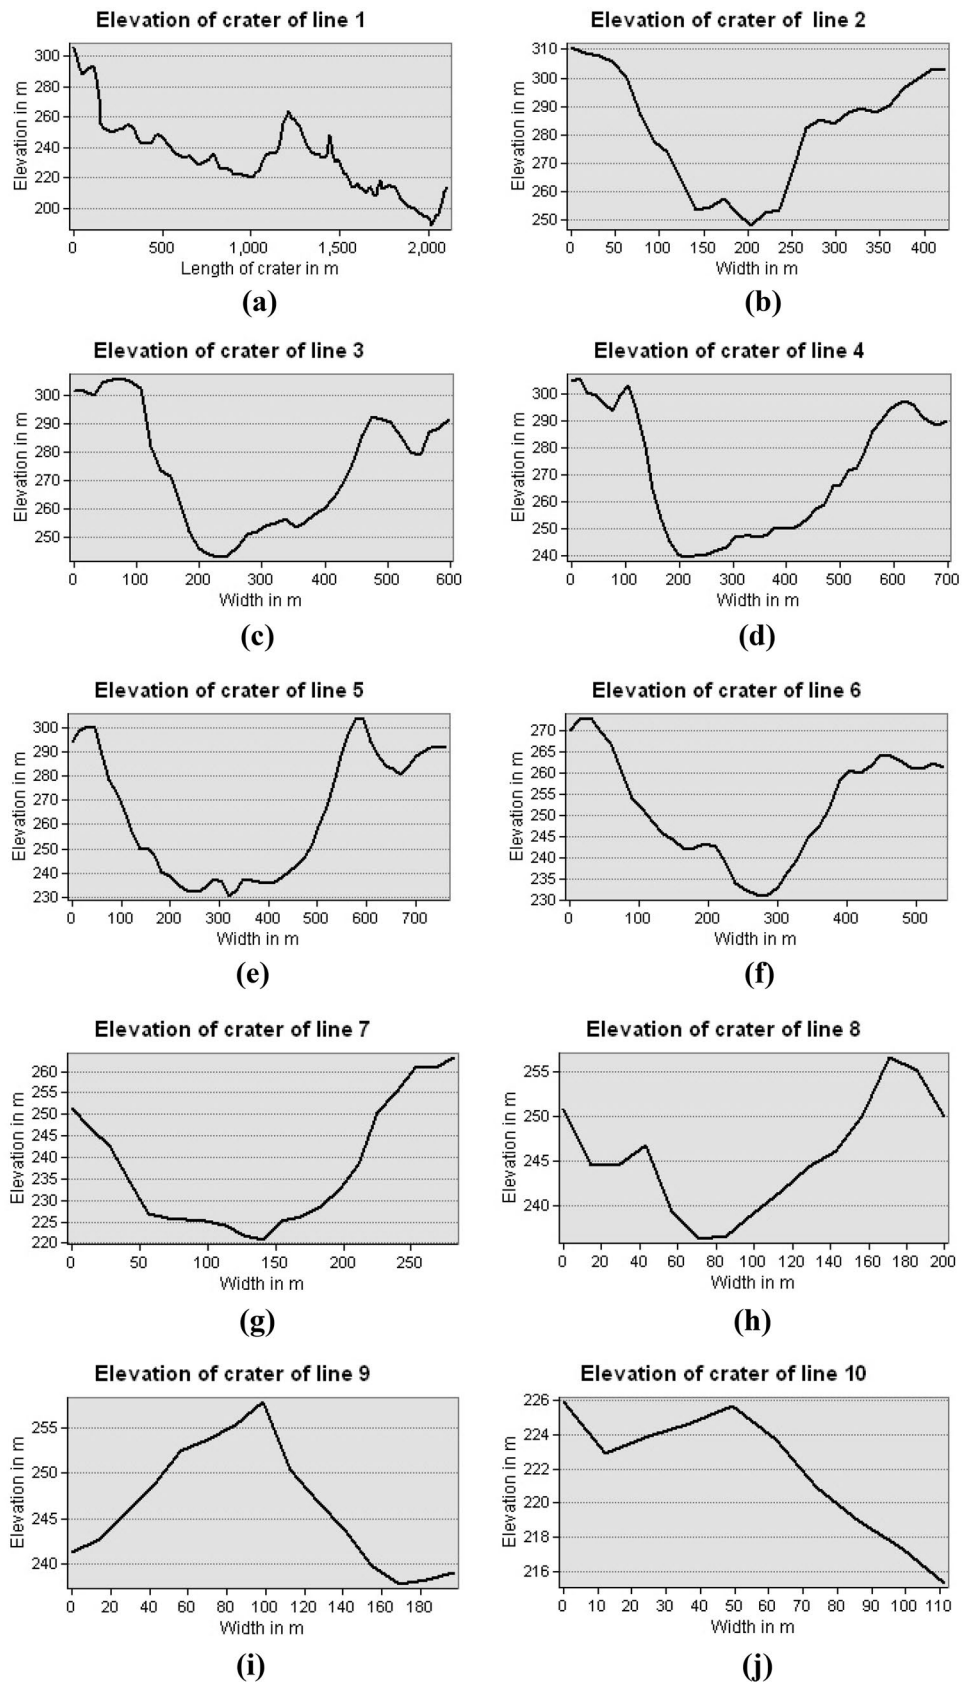 Elevation of crater of line 1
Elevation in m
300
280
260
240
220
200
0 500 1,000 1,500 2,000
Length of crater in m
(a)
Elevation of crater of line 2
Elevation in m
310
300
290
280
270
260
250
0 50 100 150 200 250 300 350 400
Width in m
(b)
Elevation of crater of line 3
Elevation in m
300
290
280
270
260
250
0 100 200 300 400 500 600
Width in m
(c)
Elevation of crater of line 4
Elevation in m
300
290
280
270
260
250
240
0 100 200 300 400 500 600 700
Width in m
(d)
Elevation of crater of line 5
Elevation in m
300
290
280
270
260
250
240
230
0 100 200 300 400 500 600 700
Width in m
(e)
Elevation of crater of line 6
Elevation in m
270
265
260
255
250
245
240
235
230
0 100 200 300 400 500
Width in m
(f)
Elevation of crater of line 7
Elevation in m
260
255
250
245
240
235
230
225
220
0 50 100 150 200 250
Width in m
(g)
Elevation of crater of line 8
Elevation in m
255
250
245
240
0 20 40 60 80 100 120 140 160 180 200
Width in m
(h)
Elevation of crater of line 9
Elevation in m
255
250
245
240
0 20 40 60 80 100 120 140 160 180
Width in m
(i)
Elevation of crater of line 10
Elevation in m
226
224
222
220
218
216
0 10 20 30 40 50 60 70 80 90 100 110
Width in m
(j)